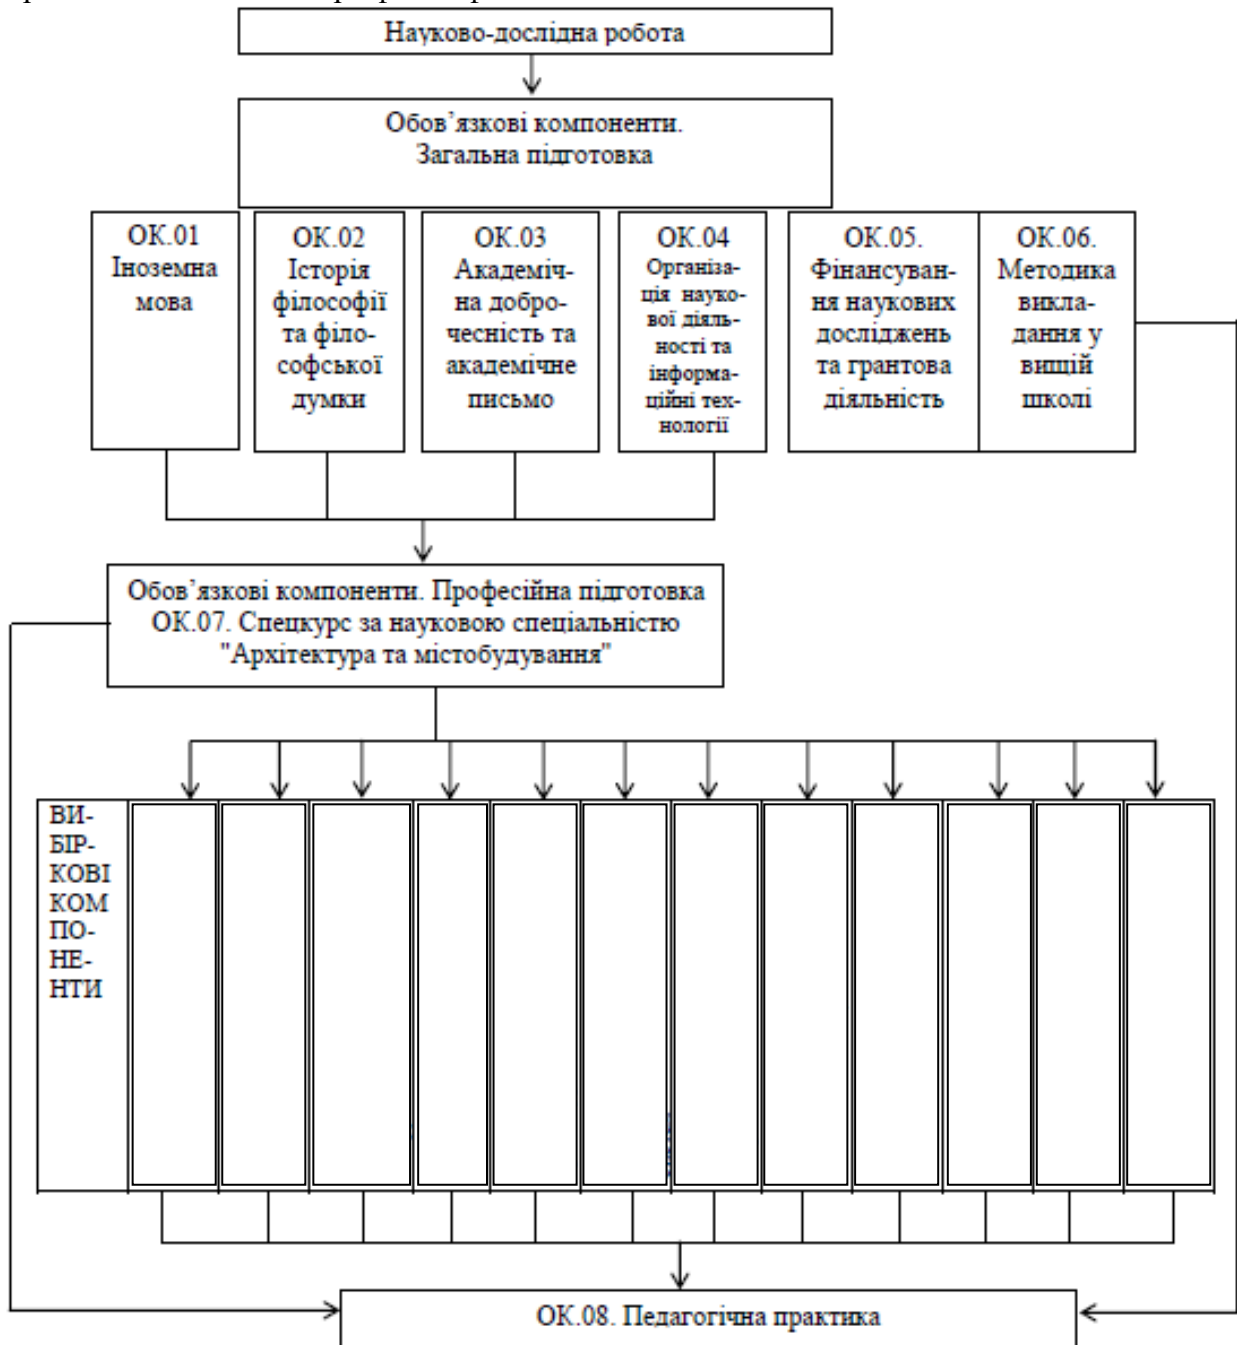 Науково-дослідна робота
Обов’язкові компоненти.
Загальна підготовка
ОК.01
Іноземна
мова
ОК.02
Історія
філософії
та філо-
софської
думки
ОК.03
Академіч-
на добро-
чесність та
академічне
письмо
ОК.04
Організа-
ція науко-
вої діяль-
ності та
інформа-
ційні тех-
нології
ОК.05.
Фінансуван-
ня наукових
досліджень
та грантова
діяльність
ОК.06.
Методика
викла-
дання у
вищій
школі
Обов’язкові компоненти. Професійна підготовка
ОК.07. Спецкурс за науковою спеціальністю
"Архітектура та містобудування"
ВИ-
БІР-
КОВІ
КОМ
ПО-
НЕ-
НТИ
ОК.08. Педагогічна практика